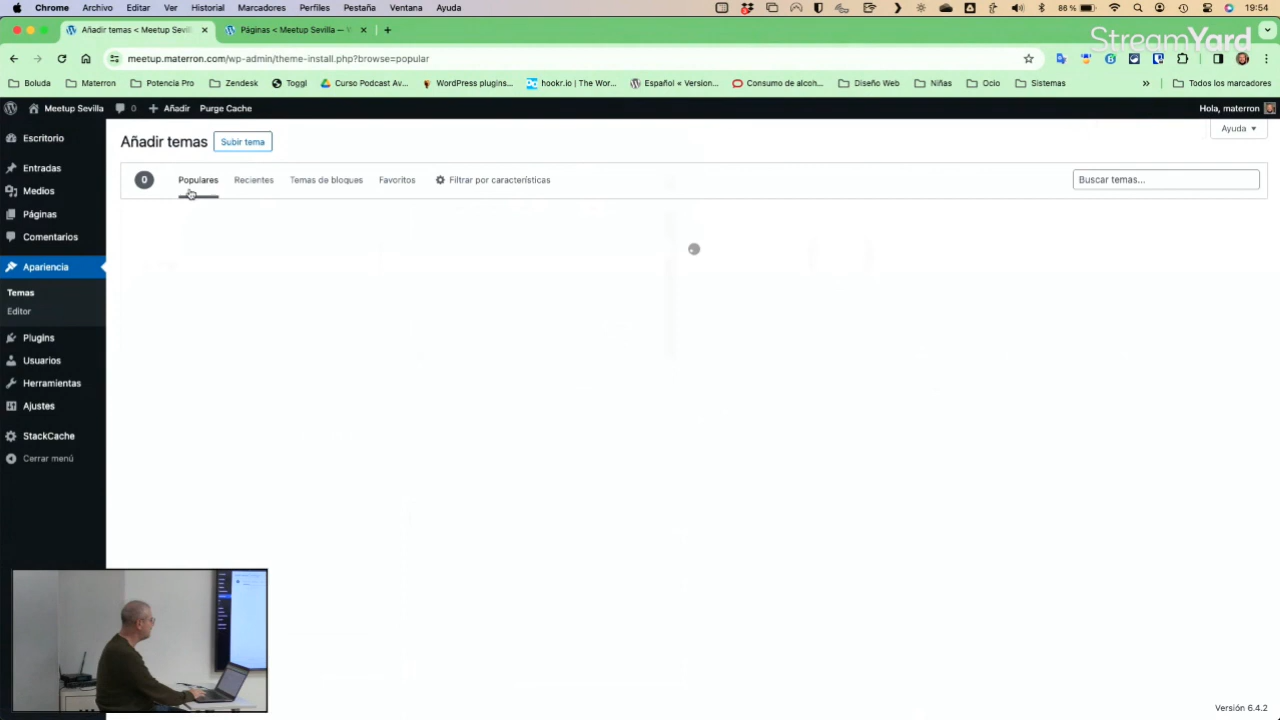 Chrome Archivo Editar Ver Historial Marcadores Perfiles Pestaña Ventana Ayuda 86 % 19:54
Añadir temas < Meetup Sevilla Páginas < Meetup Sevilla —
StreamYard
meetup.materron.com/wp-admin/theme-install.php?browse=popular
Boluda Materron Potencia Pro Zendesk Toggl Curso Podcast Av... WordPress plugins... hookr.io | The Wor... Español « Version... Consumo de alcoh... Diseño Web Niñas Ocio Sistemas » Todos los marcadores
Meetup Sevilla 0 Añadir Purge Cache Hola, materron
Ayuda
Escritorio
Añadir temas Subir tema
Entradas
0 Populares Recientes Temas de bloques Favoritos Filtrar por características Buscar temas...
Medios
Páginas
Comentarios
Apariencia
Temas
Editor
Plugins
Usuarios
Herramientas
Ajustes
StackCache
Cerrar menú
Versión 6.4.2